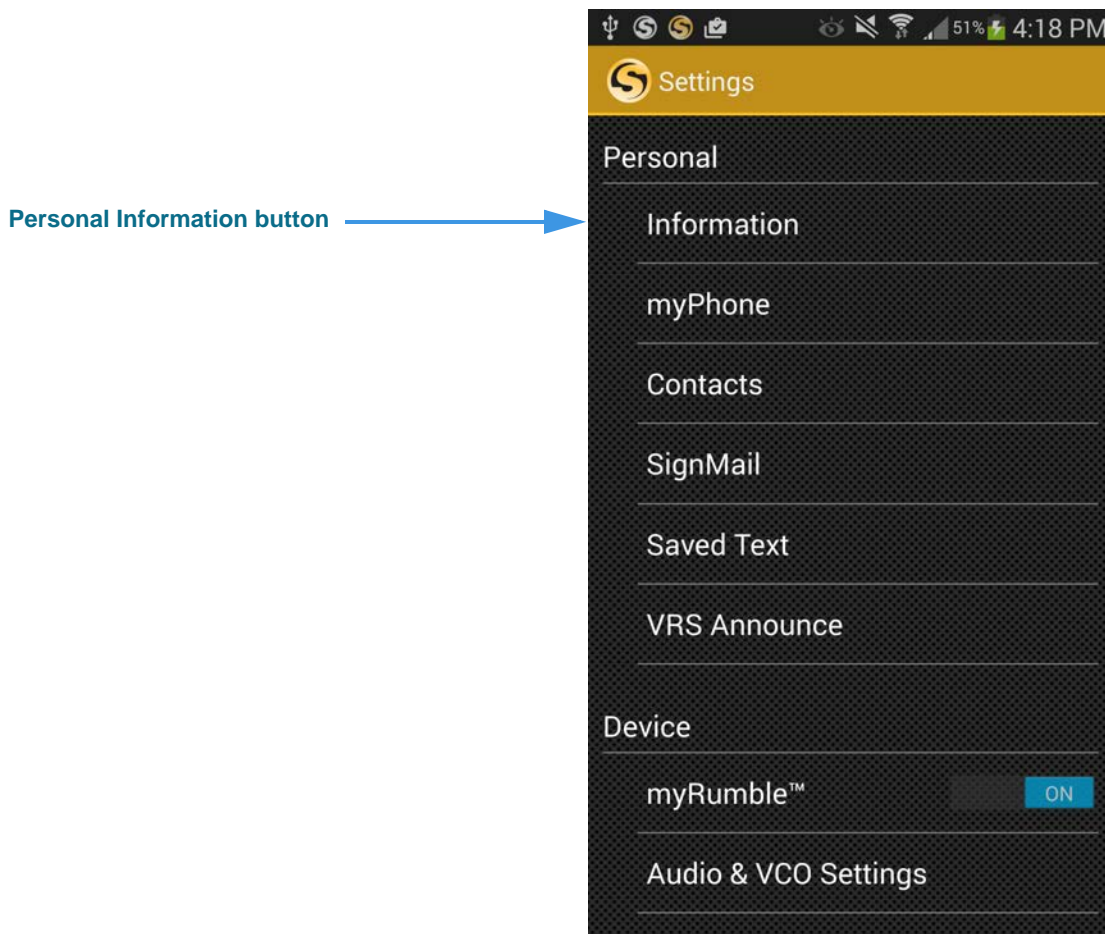 51% 4:18 PM
Settings
Personal
Personal Information button
Information
myPhone
Contacts
SignMail
Saved Text
VRS Announce
Device
myRumble™ ON
Audio & VCO Settings